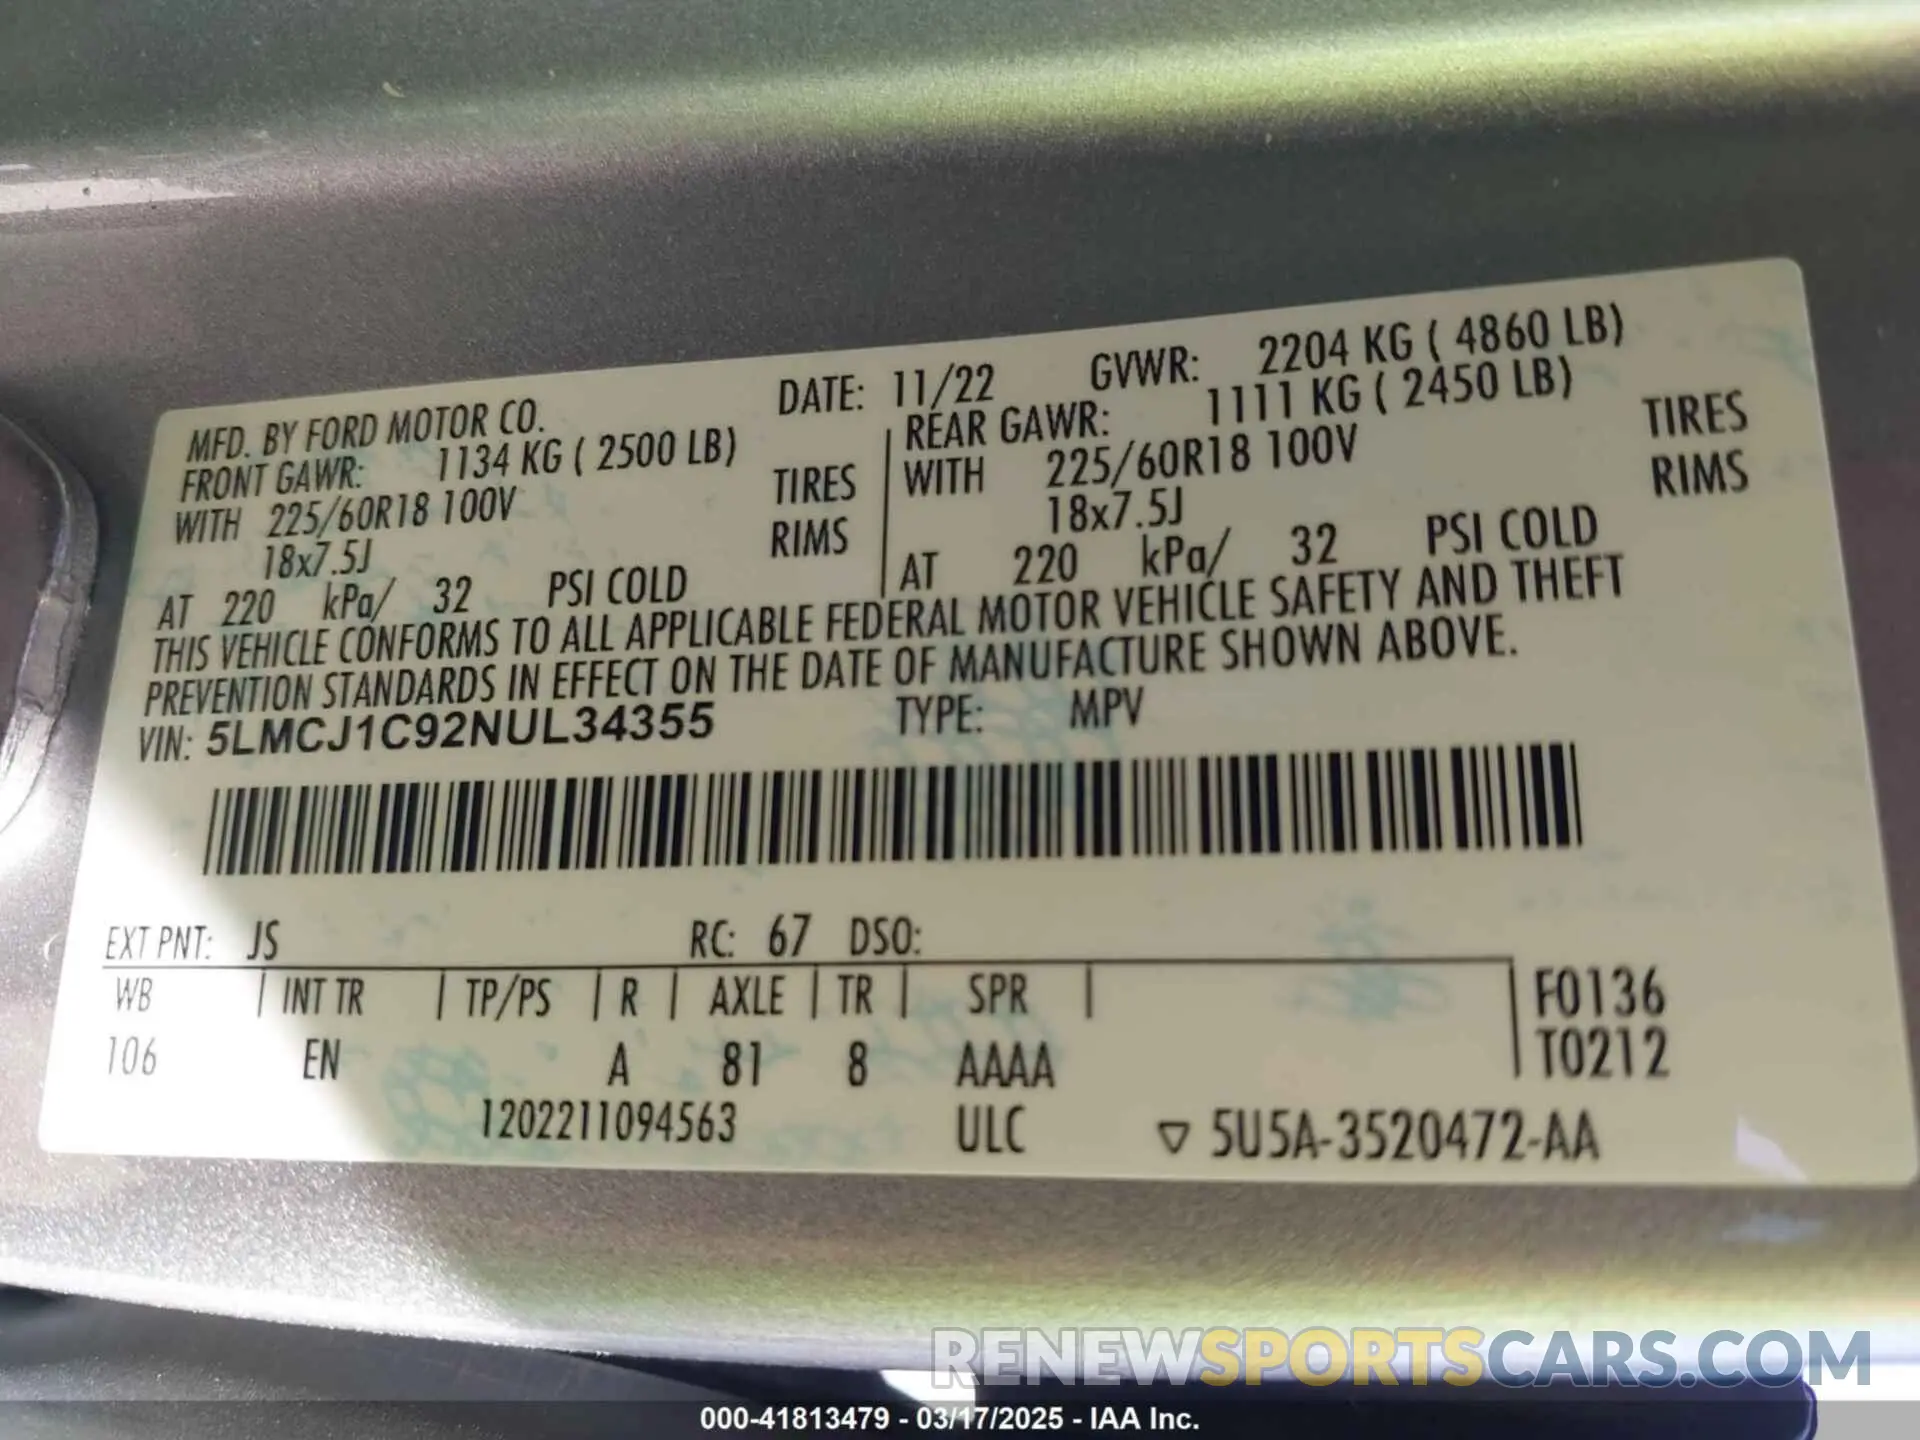 MFD. BY FORD MOTOR CO. DATE: 11/22 GVWR: 2204 KG ( 4860 LB)
FRONT GAWR: 1134 KG ( 2500 LB) REAR GAWR: 1111 KG ( 2450 LB)
WITH 225/60R18 100V TIRES WITH 225/60R18 100V TIRES
18x7.5J RIMS 18x7.5J RIMS
AT 220 kPa/ 32 PSI COLD AT 220 kPa/ 32 PSI COLD
THIS VEHICLE CONFORMS TO ALL APPLICABLE FEDERAL MOTOR VEHICLE SAFETY AND THEFT
PREVENTION STANDARDS IN EFFECT ON THE DATE OF MANUFACTURE SHOWN ABOVE.
VIN: 5LMCJ1C92NUL34355 TYPE: MPV
EXT PNT: JS RC: 67 DSO:
WB | INT TR | TP/PS | R | AXLE | TR | SPR | F0136
106 EN A 81 8 AAAA T0212
1202211094563 ULC ▽ 5U5A-3520472-AA
RENEWSPORTSCARS.COM
000-41813479 - 03/17/2025 - IAA Inc.